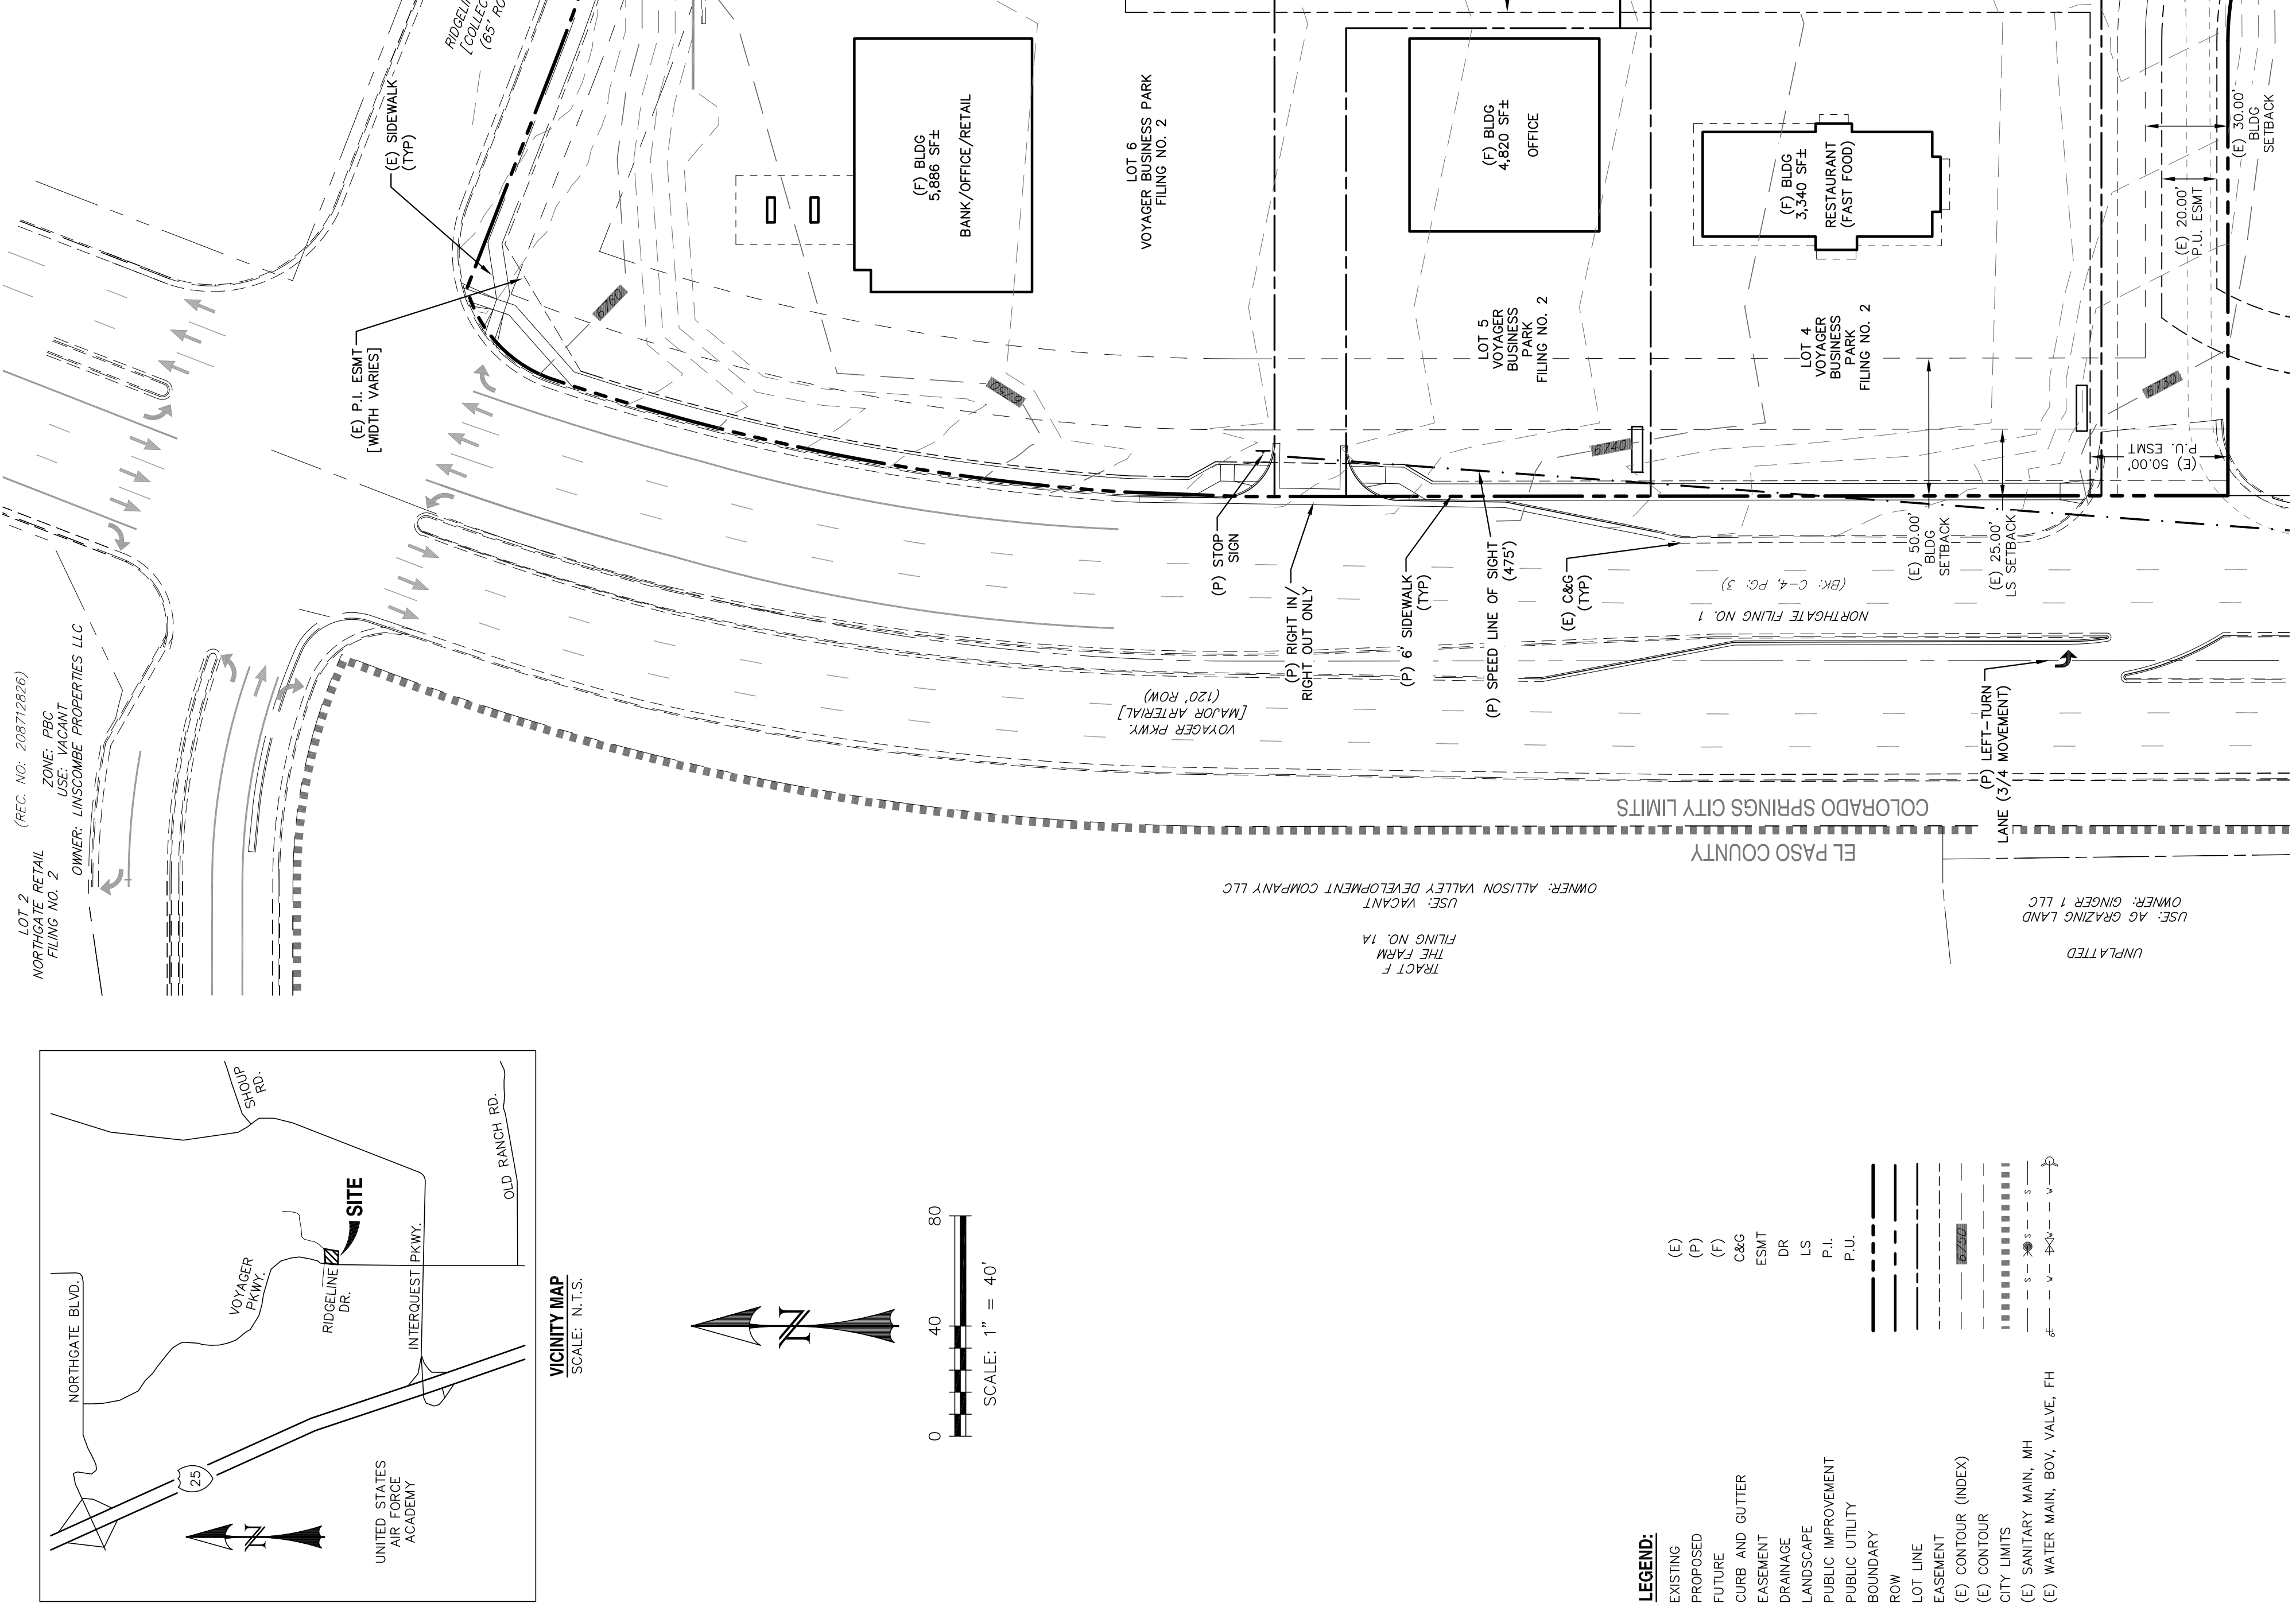 NORTHGATE BLVD.
VOYAGER
PKWY.
SHOUP
RD.
RIDGELINE
DR.
SITE
INTERQUEST PKWY.
OLD RANCH RD.
25
UNITED STATES
AIR FORCE
ACADEMY
N
VICINITY MAP
SCALE: N.T.S.
N
0
40
80
SCALE: 1" = 40'
LEGEND:
EXISTING (E)
PROPOSED (P)
FUTURE (F)
CURB AND GUTTER C&G
EASEMENT ESMT
DRAINAGE DR
LANDSCAPE LS
PUBLIC IMPROVEMENT P.I.
PUBLIC UTILITY P.U.
BOUNDARY
ROW
LOT LINE
EASEMENT
(E) CONTOUR (INDEX) 6750
(E) CONTOUR
CITY LIMITS
(E) SANITARY MAIN, MH S S S
(E) WATER MAIN, BOV, VALVE, FH W W W
LOT 2
NORTHGATE RETAIL
FILING NO. 2
(REC. NO: 208712826)
ZONE: PBC
USE: VACANT
OWNER: LINSCOMBE PROPERTIES LLC
(E) P.I. ESMT
[WIDTH VARIES]
(E) SIDEWALK
(TYP)
(65' RO
6760
(F) BLDG
5,886 SF±
BANK/OFFICE/RETAIL
LOT 6
VOYAGER BUSINESS PARK
FILING NO. 2
6750
VOYAGER PKWY.
[MAJOR ARTERIAL]
(120' ROW)
(P) STOP
SIGN
(P) RIGHT IN/
RIGHT OUT ONLY
(P) 6' SIDEWALK
(TYP)
(P) SPEED LINE OF SIGHT
(475')
(E) C&G
(TYP)
(F) BLDG
4,820 SF±
OFFICE
LOT 5
VOYAGER
BUSINESS
PARK
FILING NO. 2
6740
(F) BLDG
3,340 SF±
RESTAURANT
(FAST FOOD)
LOT 4
VOYAGER
BUSINESS
PARK
FILING NO. 2
NORTHGATE FILING NO. 1
(BK: C-4, PG: 3)
(E) 50.00'
BLDG
SETBACK
(E) 25.00'
LS SETBACK
(P) LEFT-TURN
LANE (3/4 MOVEMENT)
(E) 50.00'
P.U. ESMT
6730
(E) 20.00'
P.U. ESMT
(E) 30.00'
BLDG
SETBACK
COLORADO SPRINGS CITY LIMITS
EL PASO COUNTY
TRACT F
THE FARM
FILING NO. 1A
USE: VACANT
OWNER: ALLISON VALLEY DEVELOPMENT COMPANY LLC
UNPLATTED
USE: AG GRAZING LAND
OWNER: GINGER 1 LLC